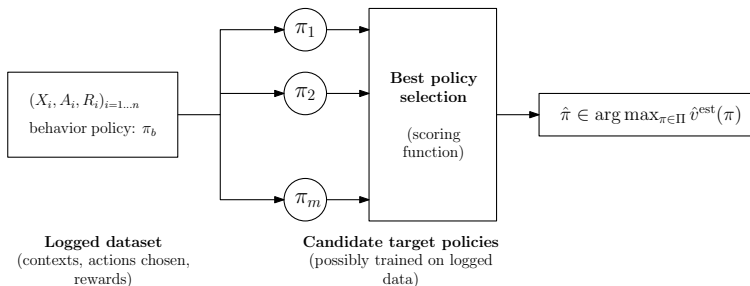 (X_i, A_i, R_i)_{i=1…n}
behavior policy: π_b
π_1
π_2
π_m
Best policy
selection
(scoring
function)
π̂ ∈ arg max_{π∈Π} v̂^{est}(π)
Logged dataset
(contexts, actions chosen,
rewards)
Candidate target policies
(possibly trained on logged
data)